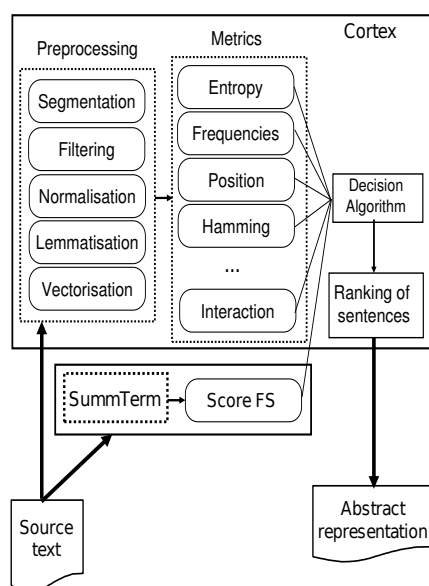 Cortex
Preprocessing
Segmentation
Filtering
Normalisation
Lemmatisation
Vectorisation
Metrics
Entropy
Frequencies
Position
Hamming
...
Interaction
Decision
Algorithm
Ranking of
sentences
SummTerm
Score FS
Source
text
Abstract
representation